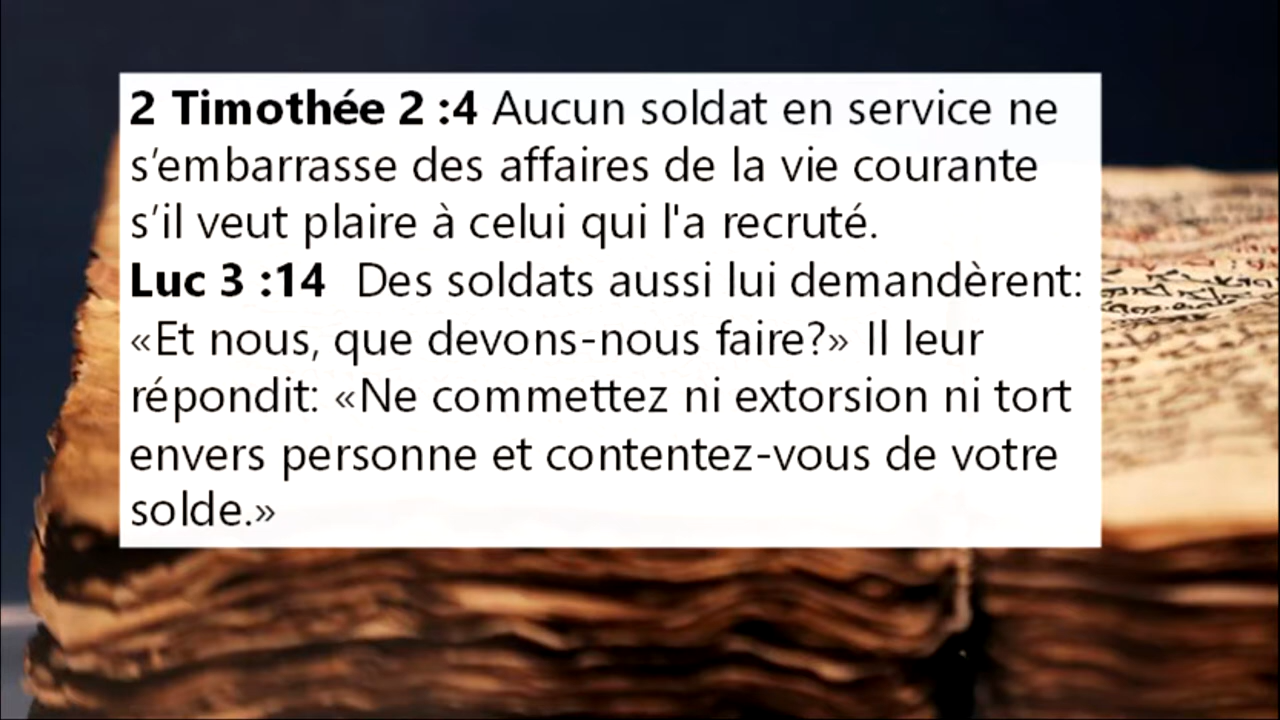 2 Timothée 2 :4 Aucun soldat en service ne
s’embarrasse des affaires de la vie courante
s’il veut plaire à celui qui l'a recruté.
Luc 3 :14  Des soldats aussi lui demandèrent:
«Et nous, que devons-nous faire?» Il leur
répondit: «Ne commettez ni extorsion ni tort
envers personne et contentez-vous de votre
solde.»